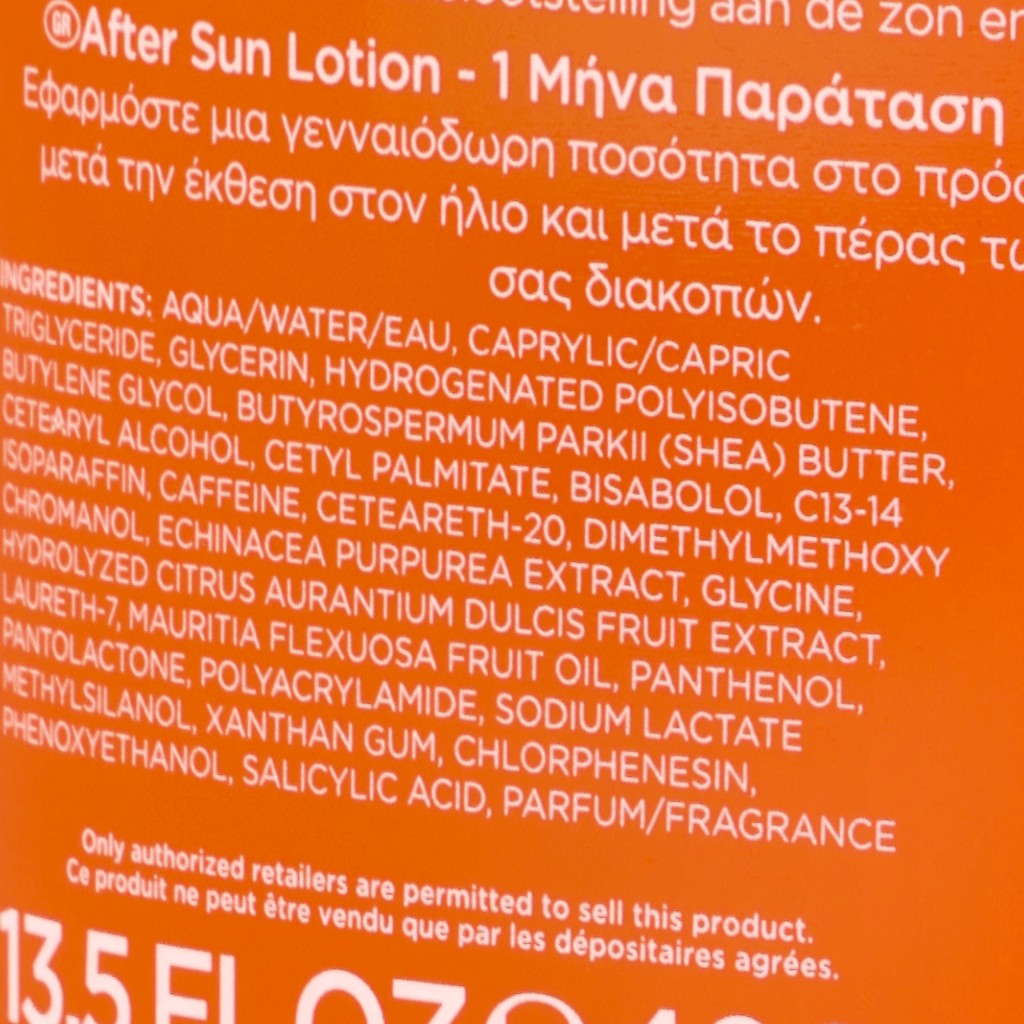 aan de zon en
GR After Sun Lotion - 1 Μήνα Παράταση
Εφαρμόστε μια γενναιόδωρη ποσότητα στο
μετά την έκθεση στον ήλιο και μετά το πέρας
σας διακοπών.
INGREDIENTS: AQUA/WATER/EAU, CAPRYLIC/CAPRIC
TRIGLYCERIDE, GLYCERIN, HYDROGENATED POLYISOBUTENE,
BUTYLENE GLYCOL, BUTYROSPERMUM PARKII (SHEA) BUTTER,
CETEARYL ALCOHOL, CETYL PALMITATE, BISABOLOL, C13-14
ISOPARAFFIN, CAFFEINE, CETEARETH-20, DIMETHYLMETHOXY
CHROMANOL, ECHINACEA PURPUREA EXTRACT, GLYCINE,
HYDROLYZED CITRUS AURANTIUM DULCIS FRUIT EXTRACT,
LAURETH-7, MAURITIA FLEXUOSA FRUIT OIL, PANTHENOL,
PANTOLACTONE, POLYACRYLAMIDE, SODIUM LACTATE
METHYLSILANOL, XANTHAN GUM, CHLORPHENESIN,
PHENOXYETHANOL, SALICYLIC ACID, PARFUM/FRAGRANCE
Only authorized retailers are permitted to sell this product.
Ce produit ne peut être vendu que par les dépositaires agréés.
13.5 FL OZ